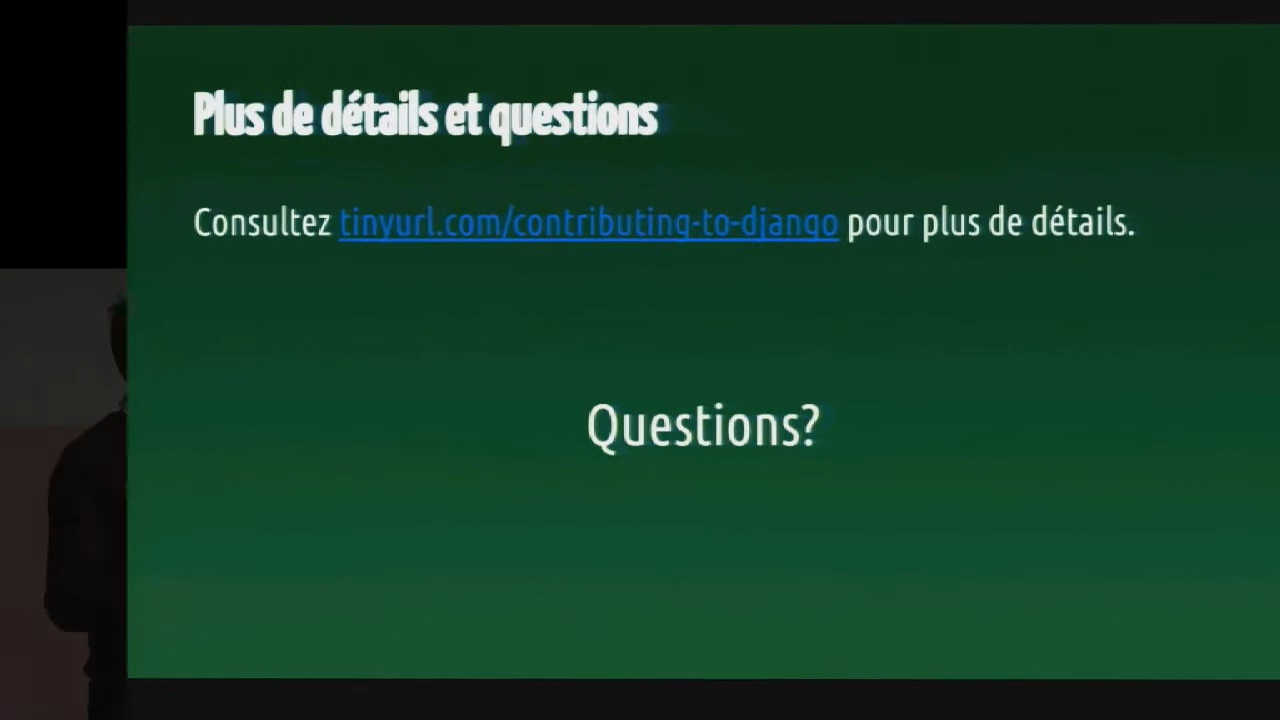 Plus de détails et questions
Consultez tinyurl.com/contributing-to-django pour plus de détails.
Questions?